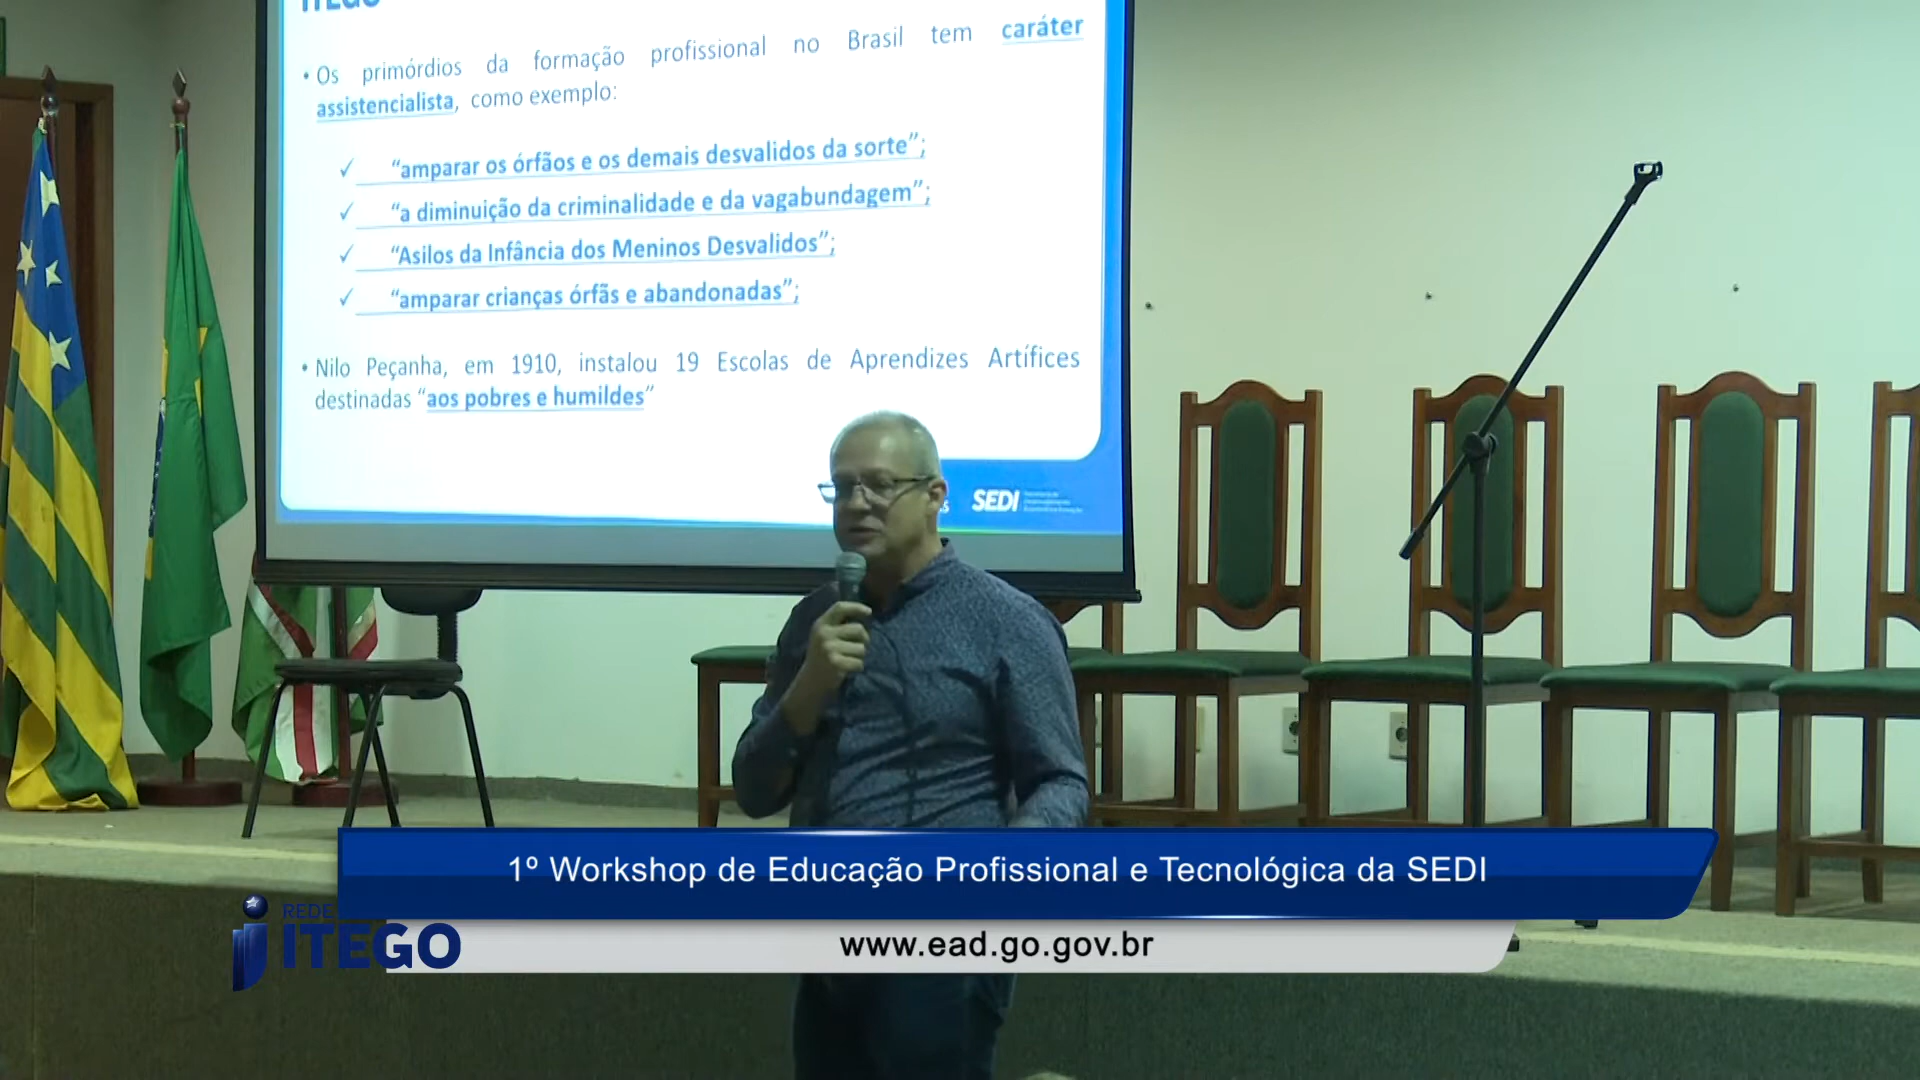 ITEGO
• Os primórdios da formação profissional no Brasil tem caráter
assistencialista, como exemplo:
✓ “amparar os órfãos e os demais desvalidos da sorte”;
✓ “a diminuição da criminalidade e da vagabundagem”;
✓ “Asilos da Infância dos Meninos Desvalidos”;
✓ “amparar crianças órfãs e abandonadas”;
• Nilo Peçanha, em 1910, instalou 19 Escolas de Aprendizes Artífices
destinadas “aos pobres e humildes”
SEDI
1º Workshop de Educação Profissional e Tecnológica da SEDI
REDE
ITEGO
www.ead.go.gov.br